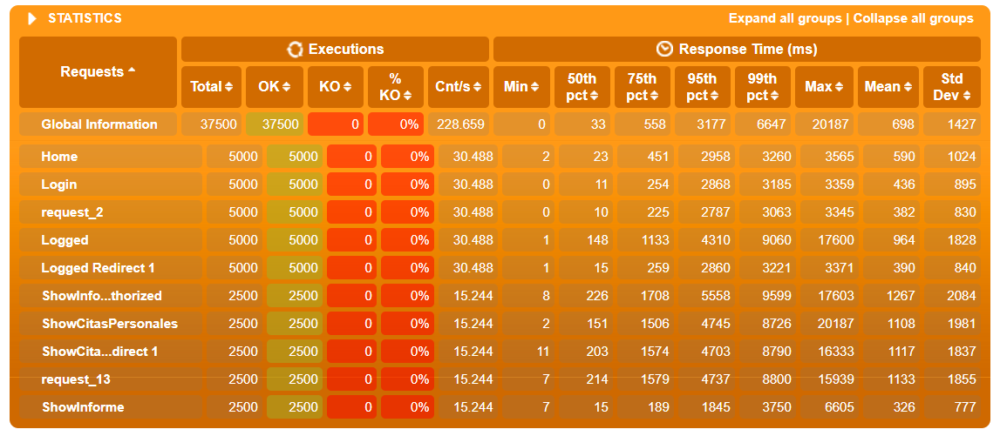 STATISTICS Expand all groups | Collapse all groups
Executions Response Time (ms)
Requests Total OK KO % KO Cnt/s Min 50th pct 75th pct 95th pct 99th pct Max Mean Std Dev
Global Information 37500 37500 0 0% 228.659 0 33 558 3177 6647 20187 698 1427
Home 5000 5000 0 0% 30.488 2 23 451 2958 3260 3565 590 1024
Login 5000 5000 0 0% 30.488 0 11 254 2868 3185 3359 436 895
request_2 5000 5000 0 0% 30.488 0 10 225 2787 3063 3345 382 830
Logged 5000 5000 0 0% 30.488 1 148 1133 4310 9060 17600 964 1828
Logged Redirect 1 5000 5000 0 0% 30.488 1 15 259 2860 3221 3371 390 840
ShowInfo...thorized 2500 2500 0 0% 15.244 8 226 1708 5558 9599 17603 1267 2084
ShowCitasPersonales 2500 2500 0 0% 15.244 2 151 1506 4745 8726 20187 1108 1981
ShowCita...direct 1 2500 2500 0 0% 15.244 11 203 1574 4703 8790 16333 1117 1837
request_13 2500 2500 0 0% 15.244 7 214 1579 4737 8800 15939 1133 1855
ShowInforme 2500 2500 0 0% 15.244 7 15 189 1845 3750 6605 326 777